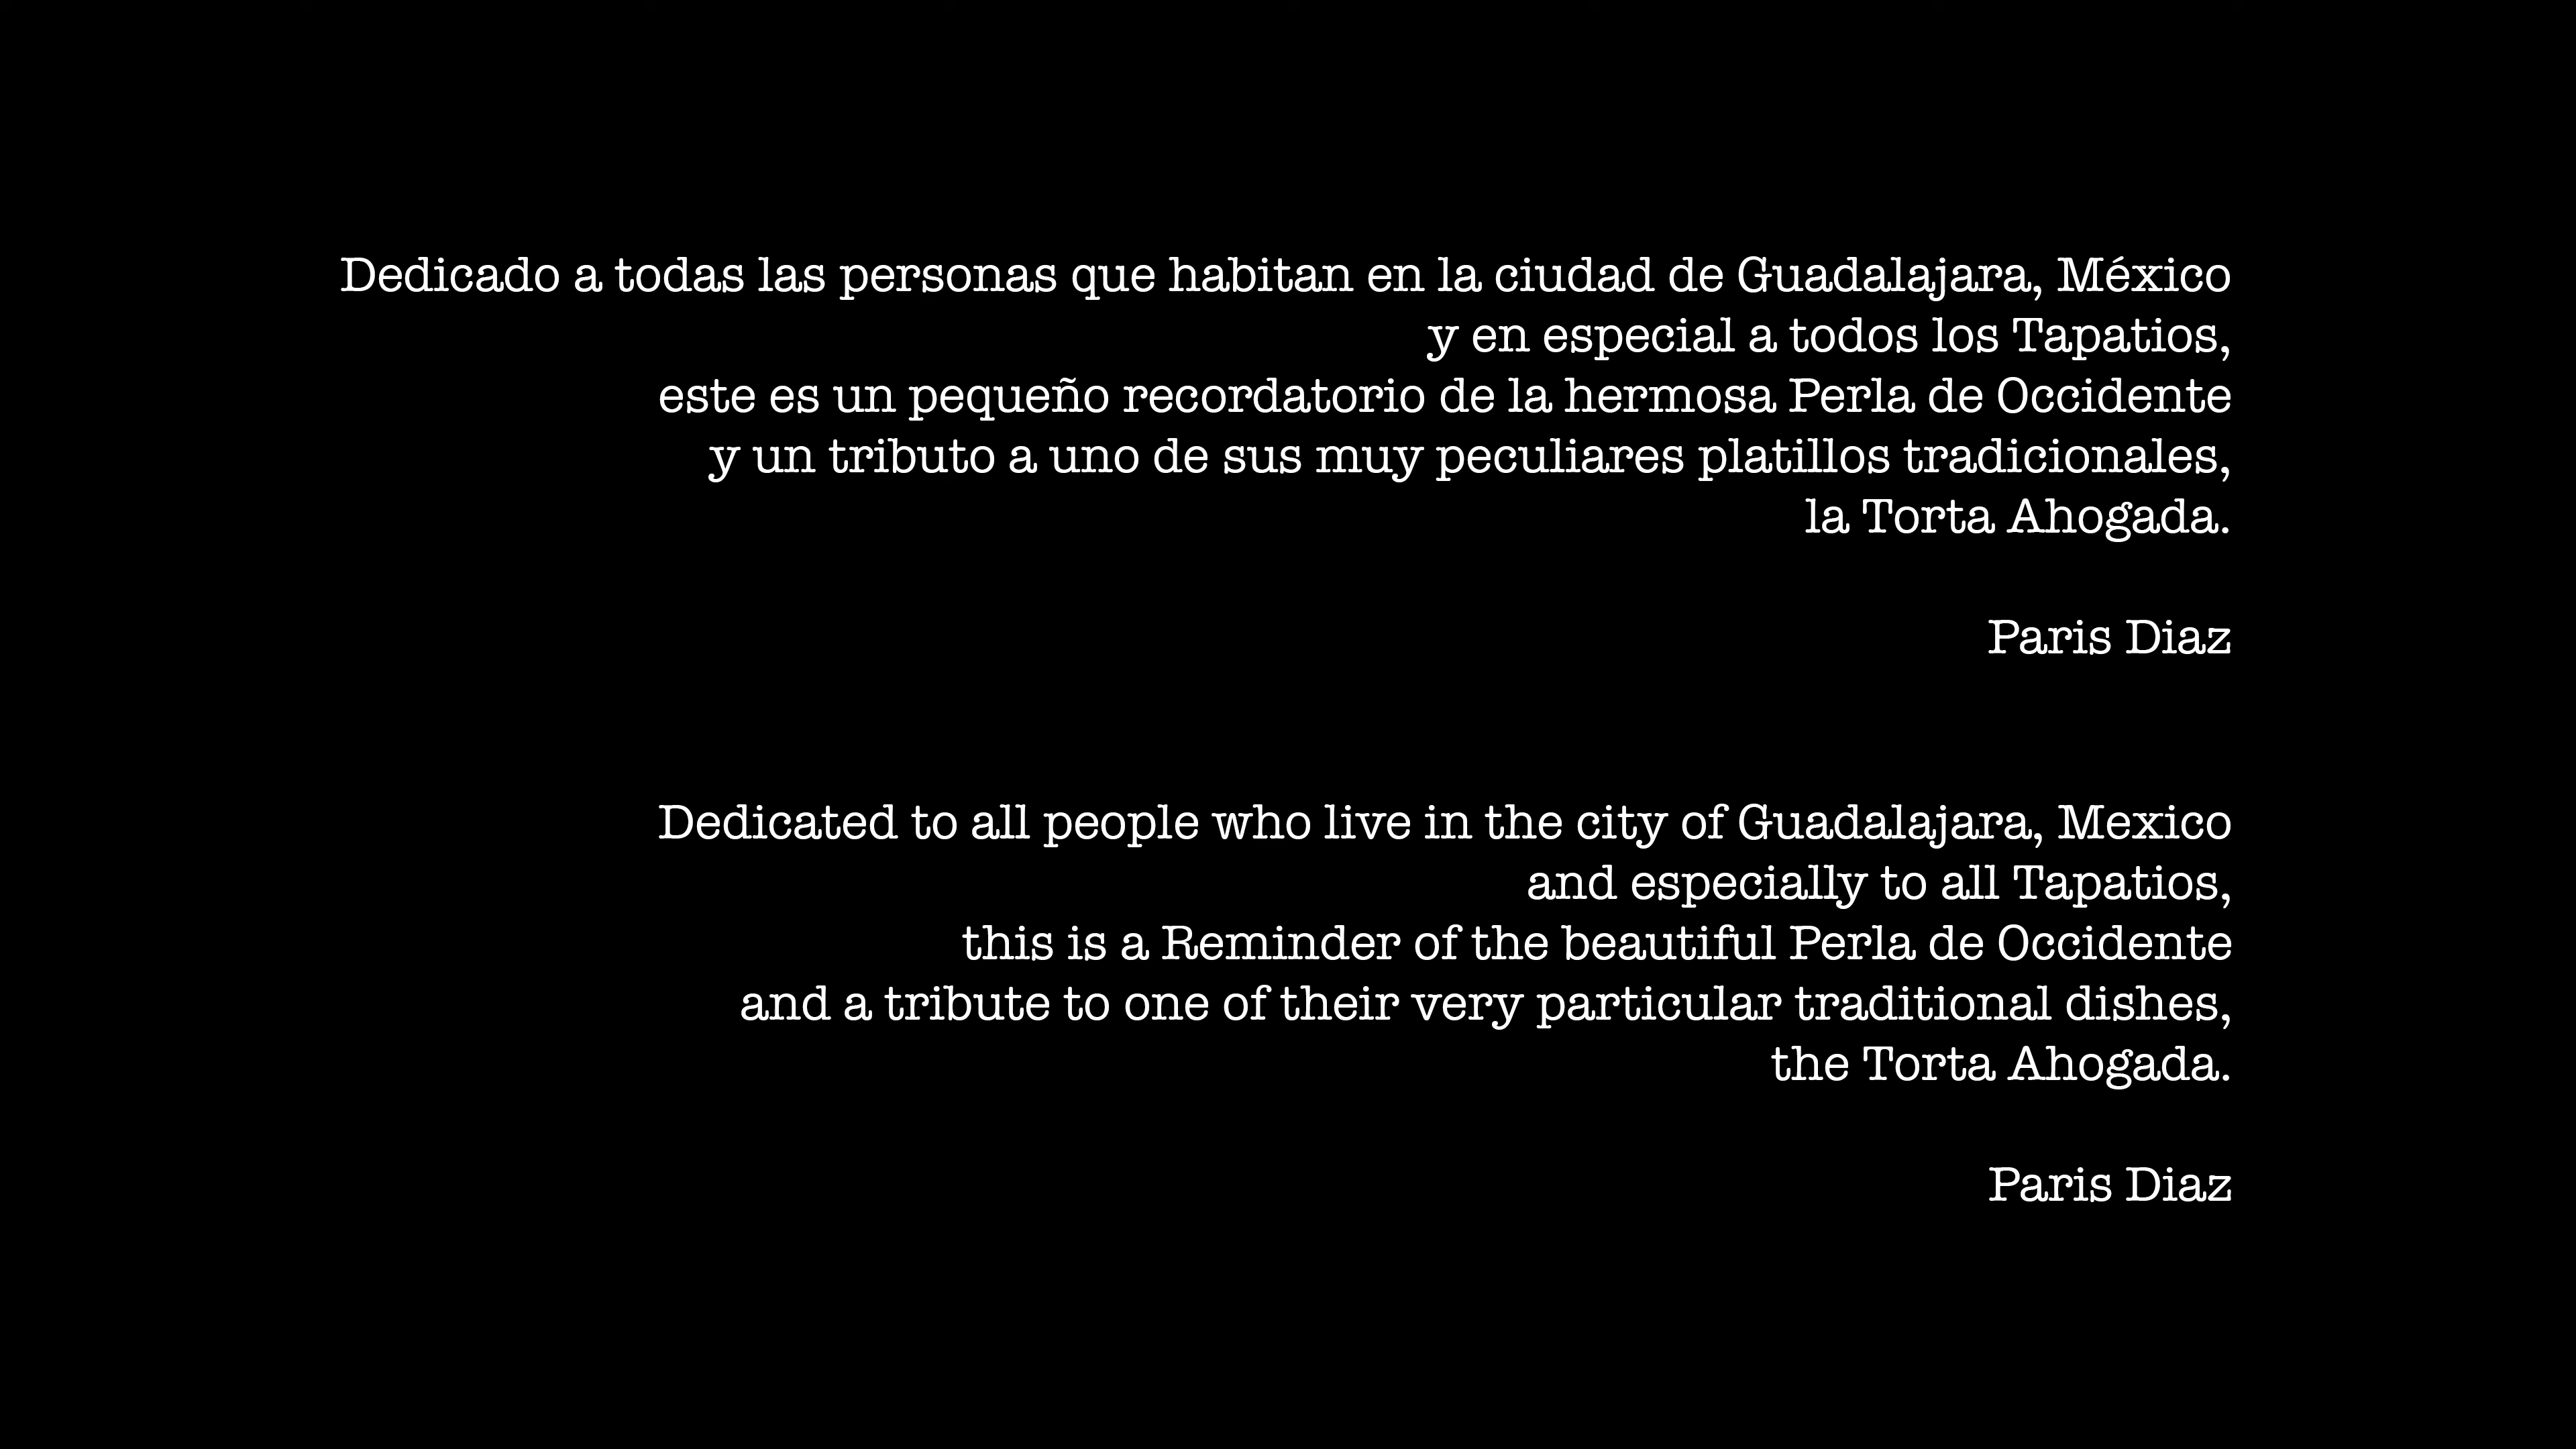 Dedicado a todas las personas que habitan en la ciudad de Guadalajara, México
y en especial a todos los Tapatios,
este es un pequeño recordatorio de la hermosa Perla de Occidente
y un tributo a uno de sus muy peculiares platillos tradicionales,
la Torta Ahogada.
Paris Diaz
Dedicated to all people who live in the city of Guadalajara, Mexico
and especially to all Tapatios,
this is a Reminder of the beautiful Perla de Occidente
and a tribute to one of their very particular traditional dishes,
the Torta Ahogada.
Paris Diaz